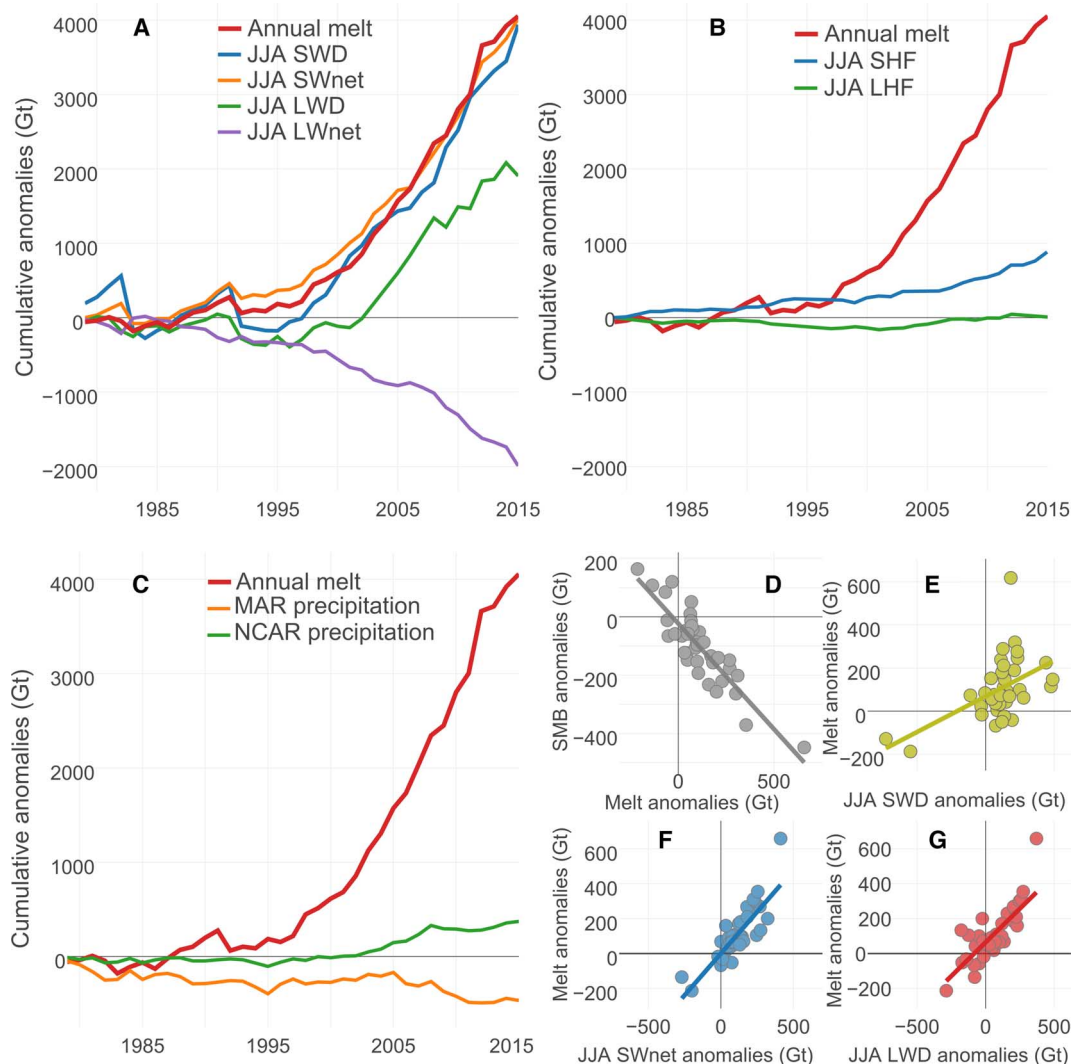 A
Annual melt
JJA SWD
JJA SWnet
JJA LWD
JJA LWnet
Cumulative anomalies (Gt)
4000
3000
2000
1000
0
−1000
−2000
1985
1995
2005
2015
B
Annual melt
JJA SHF
JJA LHF
Cumulative anomalies (Gt)
4000
3000
2000
1000
0
−1000
−2000
1985
1995
2005
2015
C
Annual melt
MAR precipitation
NCAR precipitation
Cumulative anomalies (Gt)
4000
3000
2000
1000
0
1985
1995
2005
2015
D
SMB anomalies (Gt)
200
0
−200
−400
0
500
Melt anomalies (Gt)
E
Melt anomalies (Gt)
600
400
200
0
−200
JJA SWD anomalies (Gt)
F
Melt anomalies (Gt)
600
400
200
0
−200
−500
0
500
JJA SWnet anomalies (Gt)
G
Melt anomalies (Gt)
600
400
200
0
−200
−500
0
500
JJA LWD anomalies (Gt)